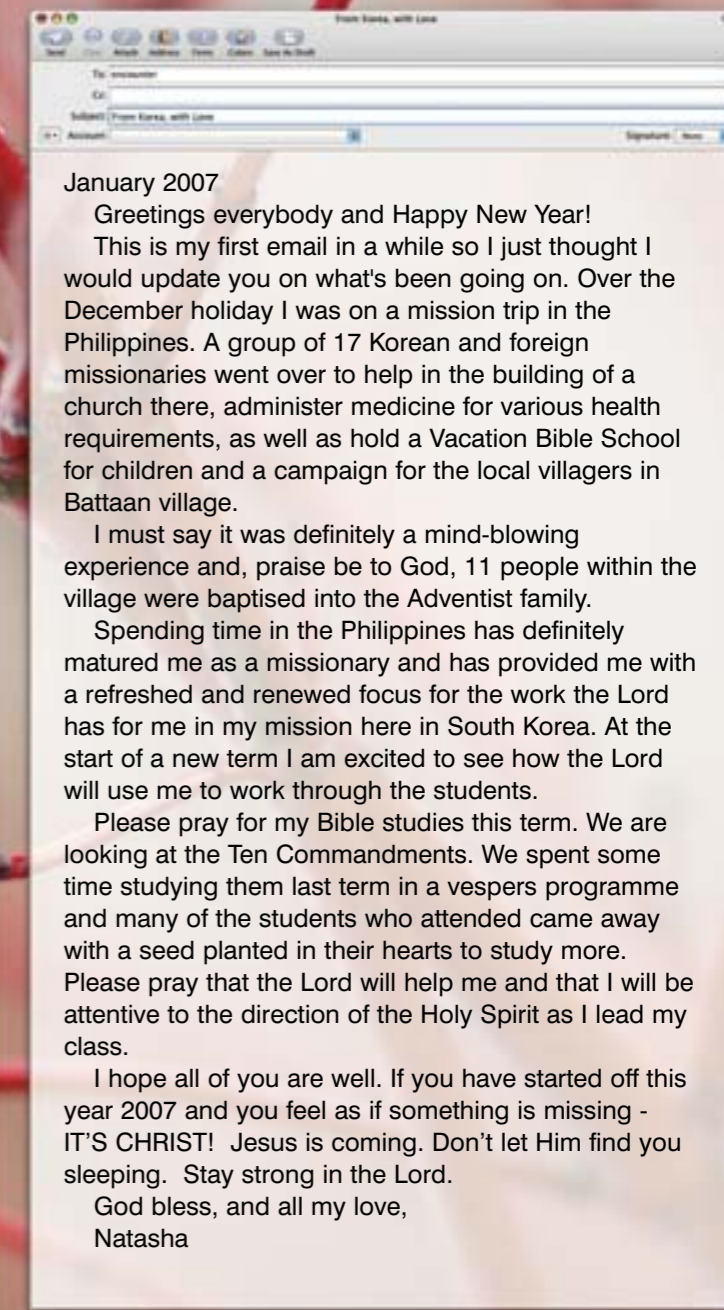 From Korea, with Love
Send Chat Attach Address Fonts Colors Save As Draft
To: encounter
Cc:
Subject: From Korea, with Love
Account: Signature: None
January 2007
Greetings everybody and Happy New Year!
This is my first email in a while so I just thought I
would update you on what's been going on. Over the
December holiday I was on a mission trip in the
Philippines. A group of 17 Korean and foreign
missionaries went over to help in the building of a
church there, administer medicine for various health
requirements, as well as hold a Vacation Bible School
for children and a campaign for the local villagers in
Battaan village.
I must say it was definitely a mind-blowing
experience and, praise be to God, 11 people within the
village were baptised into the Adventist family.
Spending time in the Philippines has definitely
matured me as a missionary and has provided me with
a refreshed and renewed focus for the work the Lord
has for me in my mission here in South Korea. At the
start of a new term I am excited to see how the Lord
will use me to work through the students.
Please pray for my Bible studies this term. We are
looking at the Ten Commandments. We spent some
time studying them last term in a vespers programme
and many of the students who attended came away
with a seed planted in their hearts to study more.
Please pray that the Lord will help me and that I will be
attentive to the direction of the Holy Spirit as I lead my
class.
I hope all of you are well. If you have started off this
year 2007 and you feel as if something is missing -
IT'S CHRIST!  Jesus is coming. Don't let Him find you
sleeping.  Stay strong in the Lord.
God bless, and all my love,
Natasha